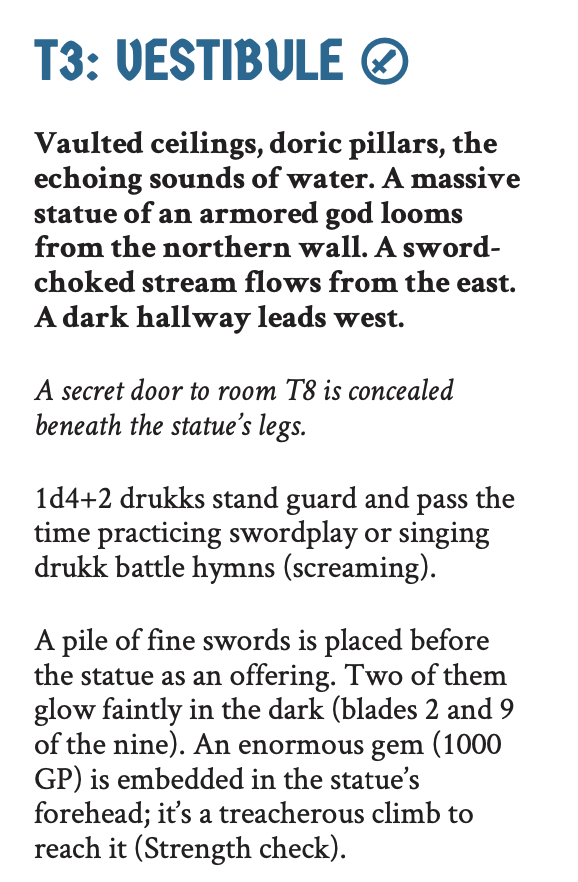 T3: VESTIBULE
Vaulted ceilings, doric pillars, the
echoing sounds of water. A massive
statue of an armored god looms
from the northern wall. A sword-
choked stream flows from the east.
A dark hallway leads west.
A secret door to room T8 is concealed
beneath the statue’s legs.
1d4+2 drukks stand guard and pass the
time practicing swordplay or singing
drukk battle hymns (screaming).
A pile of fine swords is placed before
the statue as an offering. Two of them
glow faintly in the dark (blades 2 and 9
of the nine). An enormous gem (1000
GP) is embedded in the statue’s
forehead; it’s a treacherous climb to
reach it (Strength check).